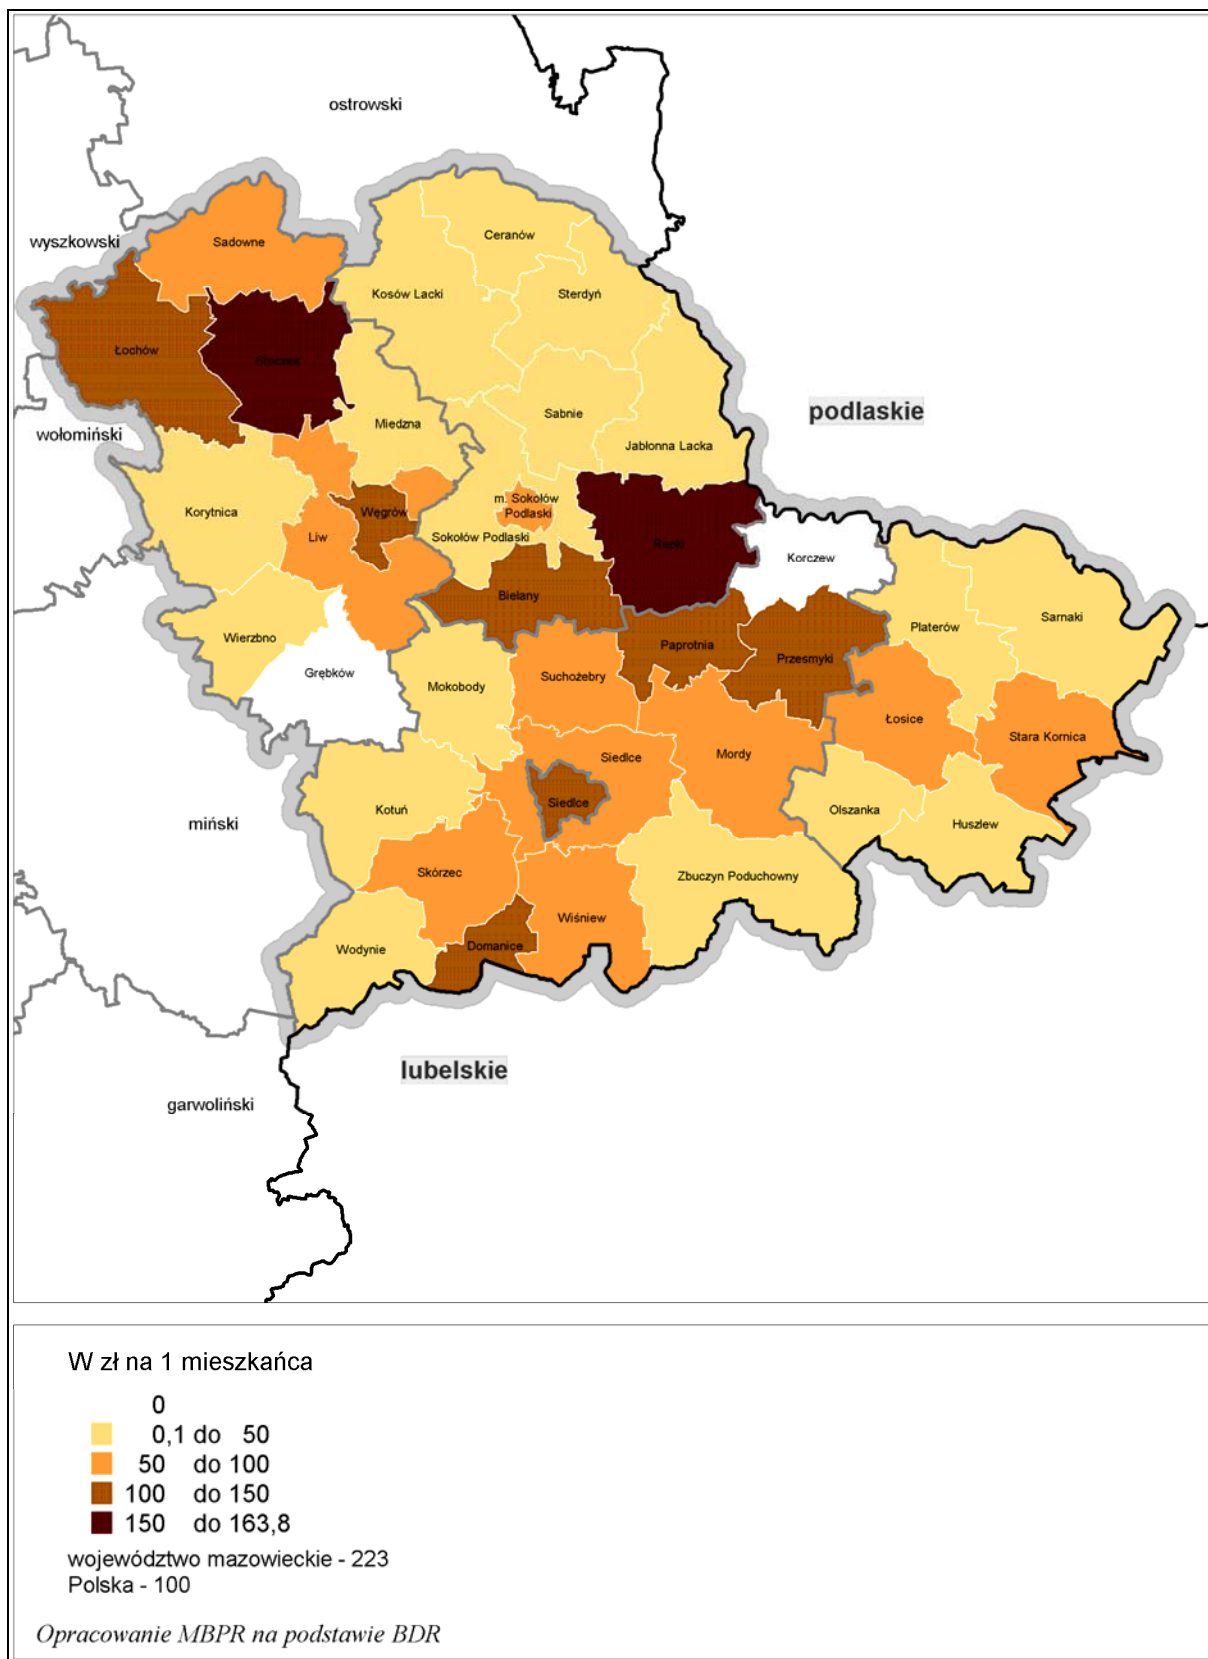 ostrowski
wyszkowski
Sadowne
Ceranów
Kosów Lacki
Sterdyń
Łochów
Stoczek
podlaskie
wołomiński
Miedzna
Sabnie
Jabłonna Lacka
Korytnica
Węgrów
m. Sokołów
Podlaski
Liw
Sokołów Podlaski
Repki
Korczew
Bielany
Wierzbno
Paprotnia
Przesmyki
Platerów
Sarnaki
Grębków
Mokobody
Suchożebry
Łosice
Stara Kornica
Mordy
Siedlce
Siedlce
Kotuń
Olszanka
Huszlew
miński
Skórzec
Zbuczyn Poduchowny
Wiśniew
Wodynie
Domanice
lubelskie
garwoliński
W zł na 1 mieszkańca
0
0,1 do 50
50 do 100
100 do 150
150 do 163,8
województwo mazowieckie - 223
Polska - 100
Opracowanie MBPR na podstawie BDR